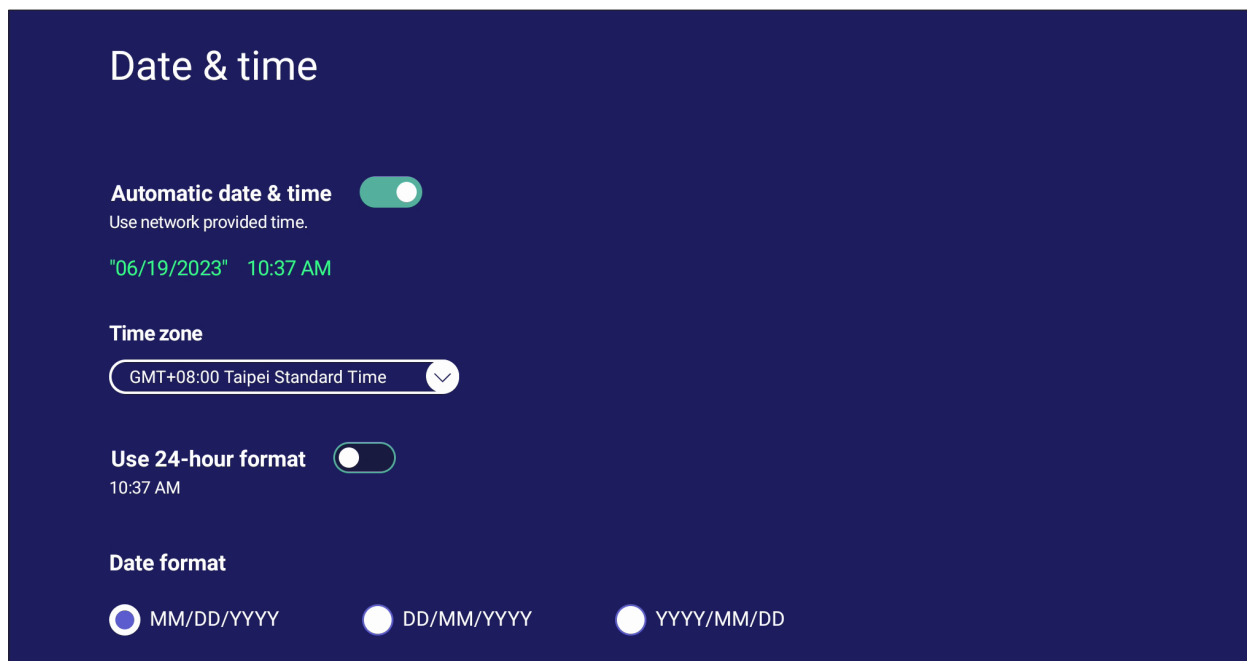 Date & time
Automatic date & time
Use network provided time.
"06/19/2023" 10:37 AM
Time zone
GMT+08:00 Taipei Standard Time
Use 24-hour format
10:37 AM
Date format
MM/DD/YYYY DD/MM/YYYY YYYY/MM/DD